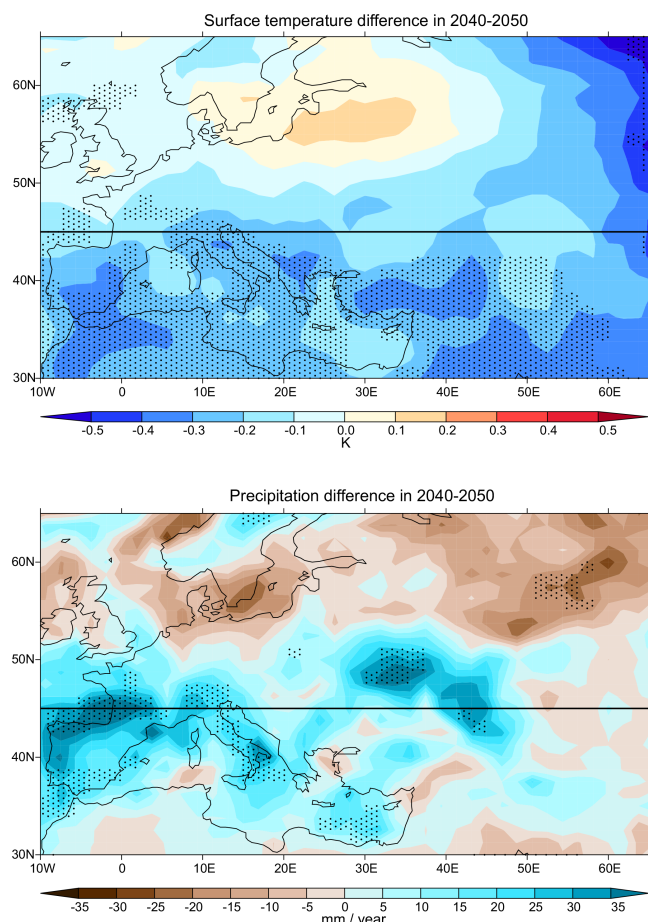 Surface temperature difference in 2040-2050
60N
50N
40N
30N
10W 0 10E 20E 30E 40E 50E 60E
-0.5 -0.4 -0.3 -0.2 -0.1 0.0 0.1 0.2 0.3 0.4 0.5
K
Precipitation difference in 2040-2050
60N
50N
40N
30N
10W 0 10E 20E 30E 40E 50E 60E
-35 -30 -25 -20 -15 -10 -5 0 5 10 15 20 25 30 35
mm / year